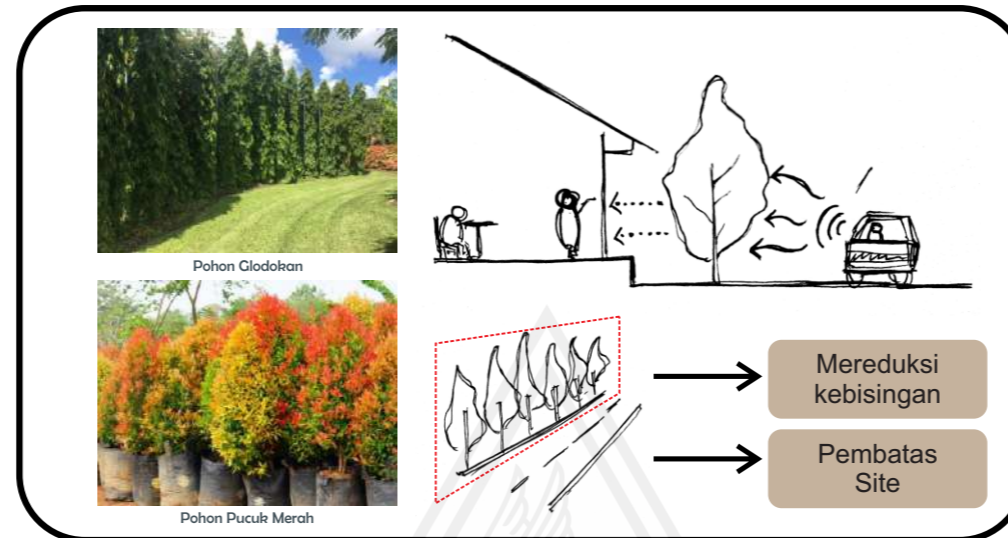 Pohon Glodokan
Pohon Pucuk Merah
Mereduksi
kebisingan
Pembatas
Site